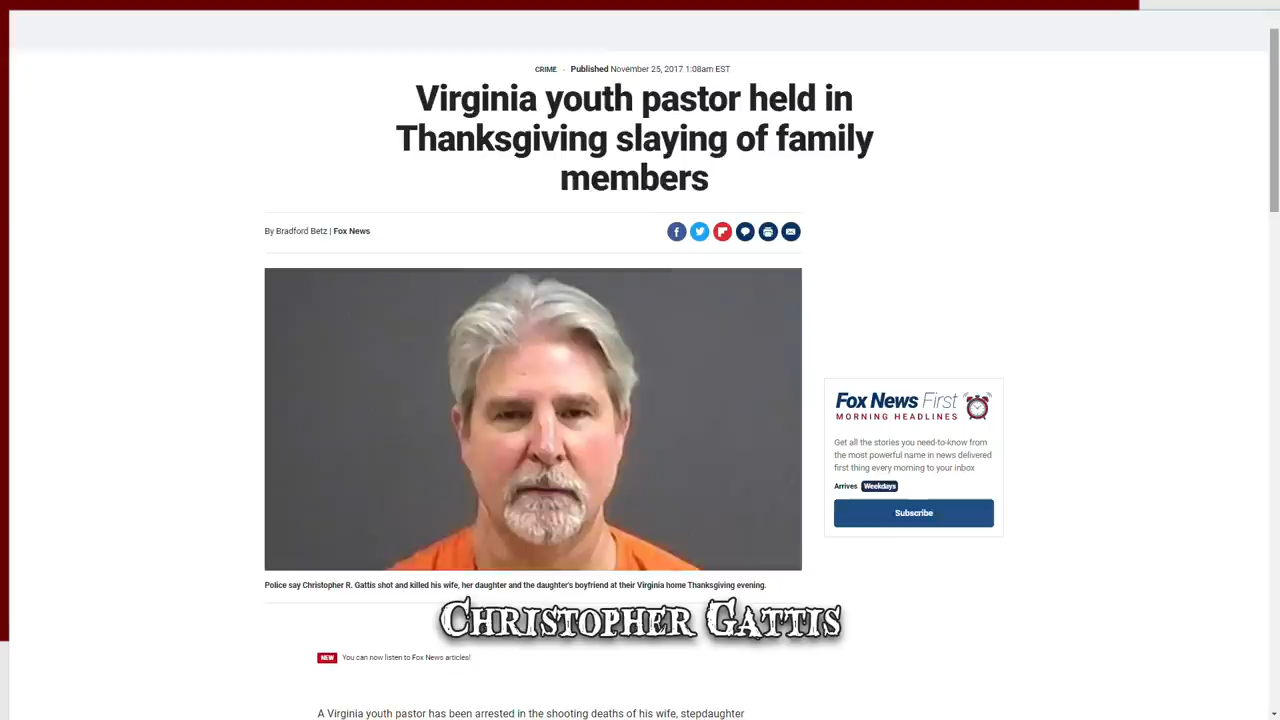 CRIME · Published November 25, 2017 1:08am EST
Virginia youth pastor held in
Thanksgiving slaying of family
members
By Bradford Betz | Fox News
Fox News First
MORNING HEADLINES
Get all the stories you need-to-know from
the most powerful name in news delivered
first thing every morning to your inbox
Arrives Weekdays
Subscribe
Police say Christopher R. Gattis shot and killed his wife, her daughter and the daughter's boyfriend at their Virginia home Thanksgiving evening.
CHRISTOPHER GATTIS
NEW You can now listen to Fox News articles!
A Virginia youth pastor has been arrested in the shooting deaths of his wife, stepdaughter